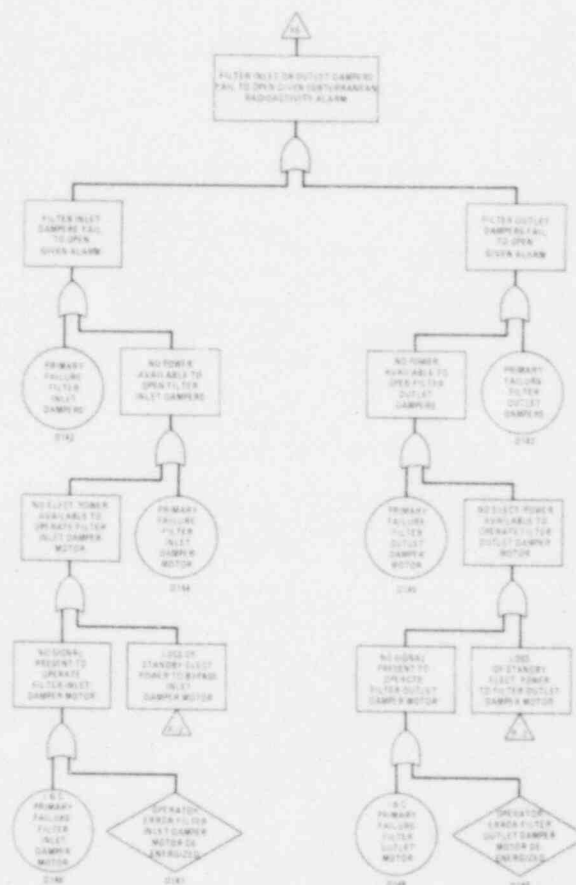 FILTER INLET OR OUTLET DAMPERS
FAIL TO OPEN GIVEN SUBTERRANEAN
RADIOACTIVITY ALARM
FILTER INLET
DAMPERS FAIL
TO OPEN
GIVEN ALARM
FILTER OUTLET
DAMPERS FAIL
TO OPEN
GIVEN ALARM
PRIMARY
FAILURE
FILTER
INLET
DAMPERS
NO POWER
AVAILABLE TO
OPEN FILTER
INLET DAMPERS
NO POWER
AVAILABLE TO
OPEN FILTER
OUTLET
DAMPERS
PRIMARY
FAILURE
FILTER
OUTLET
DAMPERS
NO ELECT POWER
AVAILABLE TO
OPERATE FILTER
INLET DAMPER
MOTOR
PRIMARY
FAILURE
FILTER
INLET
DAMPER
MOTOR
PRIMARY
FAILURE
FILTER
OUTLET
DAMPER
MOTOR
NO ELECT POWER
AVAILABLE TO
OPERATE FILTER
OUTLET DAMPER
MOTOR
NO SIGNAL
PRESENT TO
OPERATE
FILTER INLET
DAMPER MOTOR
LOSS OF
STANDBY ELECT
POWER TO BYPASS
INLET
DAMPER MOTOR
NO SIGNAL
PRESENT TO
OPERATE
FILTER OUTLET
DAMPER MOTOR
LOSS
OF STANDBY
ELECT POWER
TO FILTER OUTLET
DAMPER MOTOR
I & C
PRIMARY
FAILURE
FILTER
INLET
DAMPER
MOTOR
OPERATOR
ERROR FILTER
INLET DAMPER
MOTOR DE
ENERGIZED
I & C
PRIMARY
FAILURE
FILTER
OUTLET
MOTOR
OPERATOR
ERROR FILTER
OUTLET DAMPER
MOTOR DE
ENERGIZED